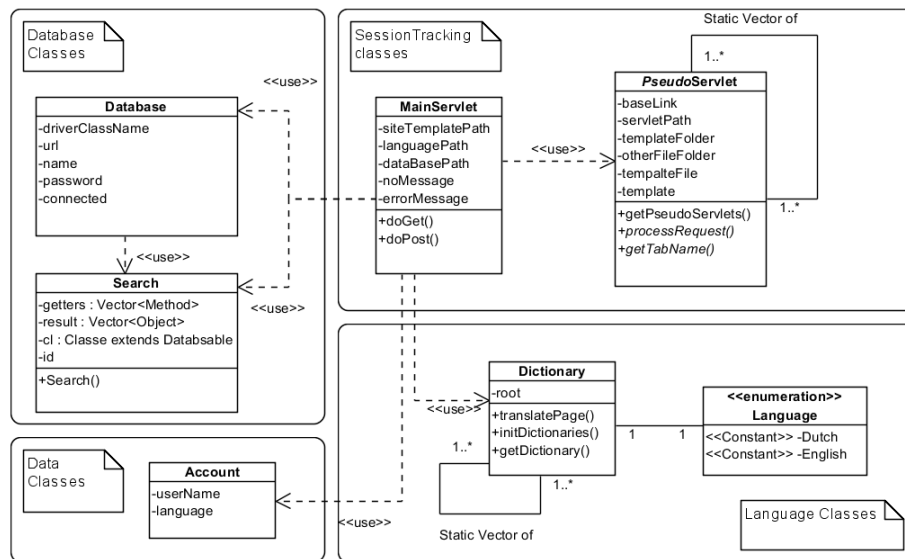 Database
Classes
<<use>>
Database
-driverClassName
-url
-name
-password
-connected
<<use>>
Search
-getters : Vector<Method>
-result : Vector<Object>
-cl : Classe extends Databsable
-id
+Search()
<<use>>
SessionTracking
classes
MainServlet
-siteTemplatePath
-languagePath
-dataBasePath
-noMessage
-errorMessage
+doGet()
+doPost()
<<use>>
Static Vector of
1..*
PseudoServlet
-baseLink
-servletPath
-templateFolder
-otherFileFolder
-tempalteFile
-template
+getPseudoServlets()
+processRequest()
+getTabName()
1..*
Data
Classes
Account
-userName
-language
<<use>>
<<use>>
Dictionary
-root
+translatePage()
+initDictionaries()
+getDictionary()
1..*
1..*
Static Vector of
1
1
<<enumeration>>
Language
<<Constant>> -Dutch
<<Constant>> -English
Language Classes